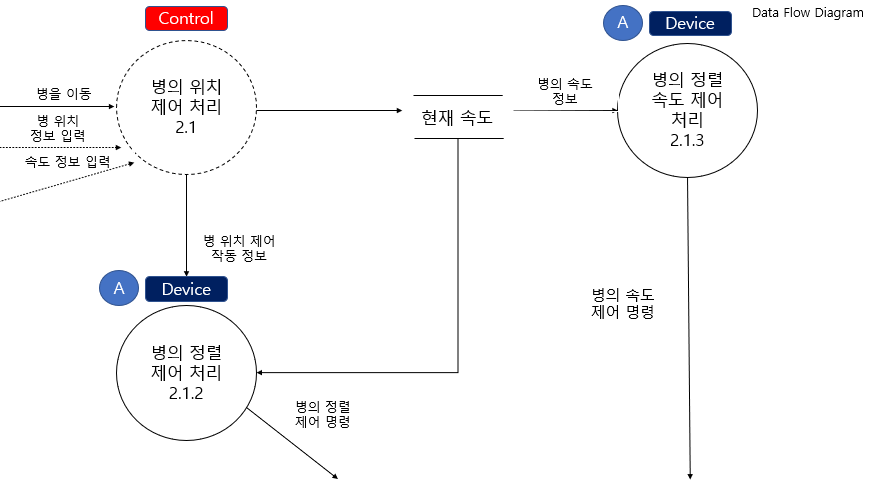 Data Flow Diagram
Control
A
Device
병의 위치
제어 처리
2.1
병을 이동
병 위치
정보 입력
속도 정보 입력
현재 속도
병의 속도
정보
병의 정렬
속도 제어
처리
2.1.3
병 위치 제어
작동 정보
A
Device
병의 정렬
제어 처리
2.1.2
병의 정렬
제어 명령
병의 속도
제어 명령